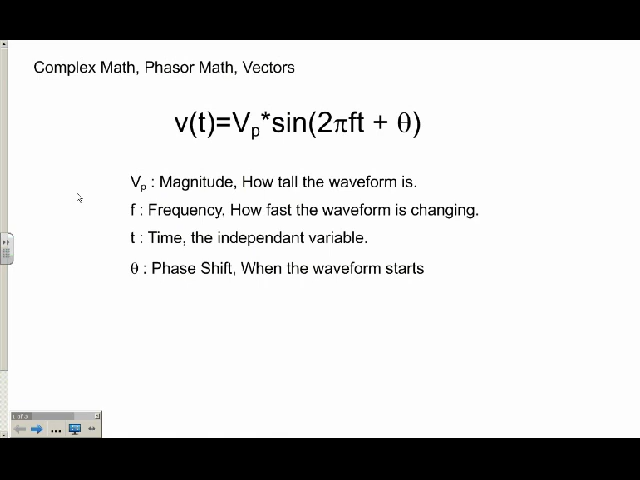 Complex Math, Phasor Math, Vectors
v(t)=Vₚ*sin(2πft + θ)
Vₚ : Magnitude, How tall the waveform is.
f : Frequency, How fast the waveform is changing.
t : Time, the independant variable.
θ : Phase Shift, When the waveform starts